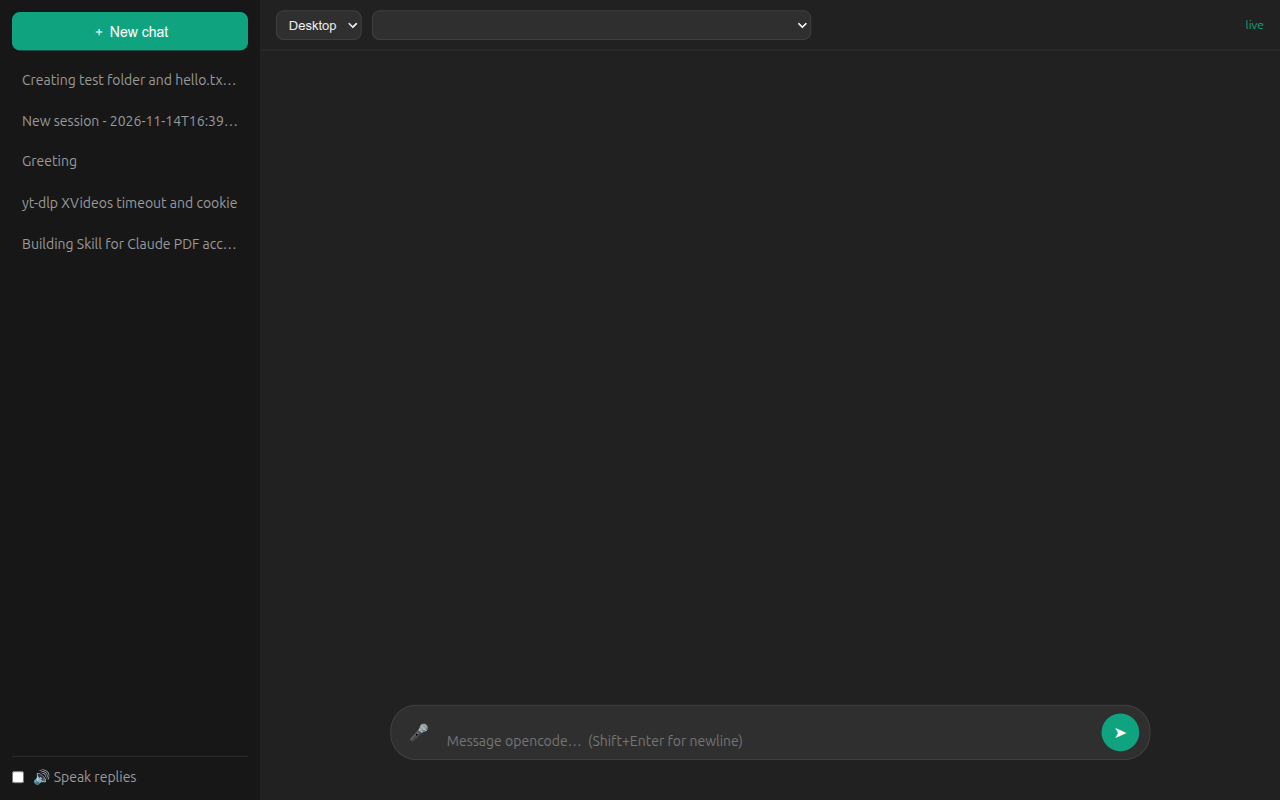 + New chat
Creating test folder and hello.tx...
New session - 2026-11-14T16:39...
Greeting
yt-dlp XVideos timeout and cookie
Building Skill for Claude PDF acc...
Speak replies
Desktop
live
Message opencode... (Shift+Enter for newline)